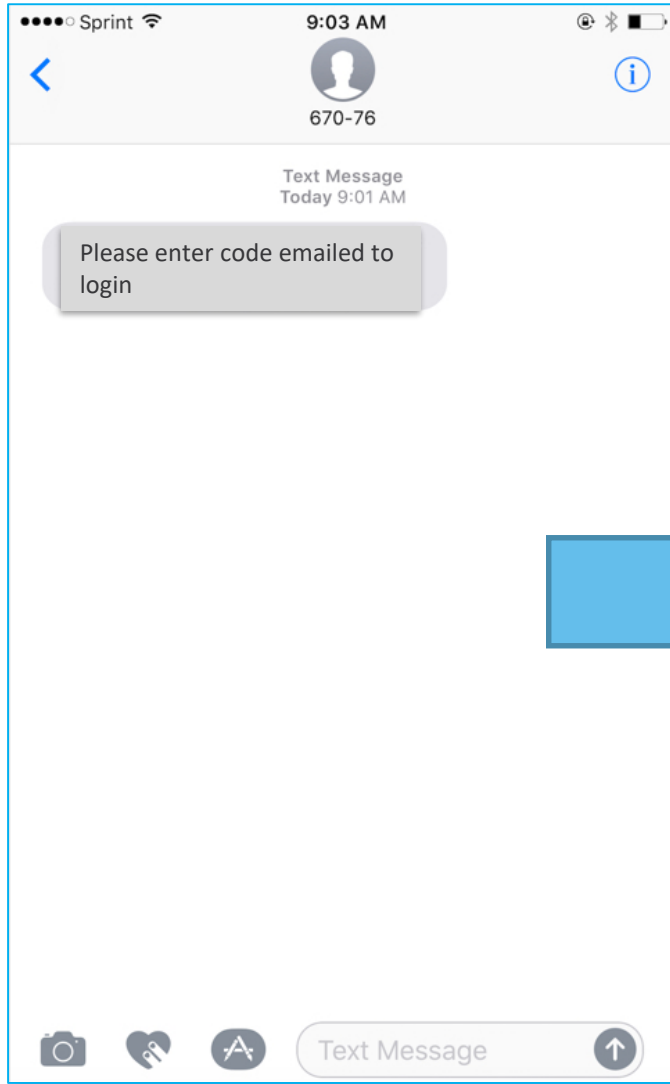 Sprint 9:03 AM
670-76
Text Message
Today 9:01 AM
Please enter code emailed to
login
Text Message